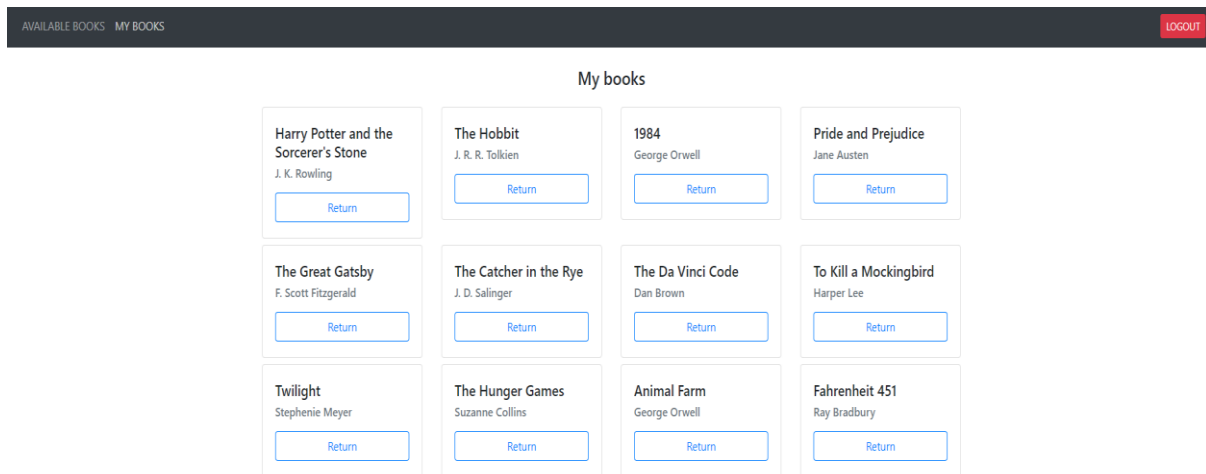 AVAILABLE BOOKS MY BOOKS LOGOUT
My books
Harry Potter and the
Sorcerer's Stone
J. K. Rowling
Return
The Hobbit
J. R. R. Tolkien
Return
1984
George Orwell
Return
Pride and Prejudice
Jane Austen
Return
The Great Gatsby
F. Scott Fitzgerald
Return
The Catcher in the Rye
J. D. Salinger
Return
The Da Vinci Code
Dan Brown
Return
To Kill a Mockingbird
Harper Lee
Return
Twilight
Stephenie Meyer
Return
The Hunger Games
Suzanne Collins
Return
Animal Farm
George Orwell
Return
Fahrenheit 451
Ray Bradbury
Return